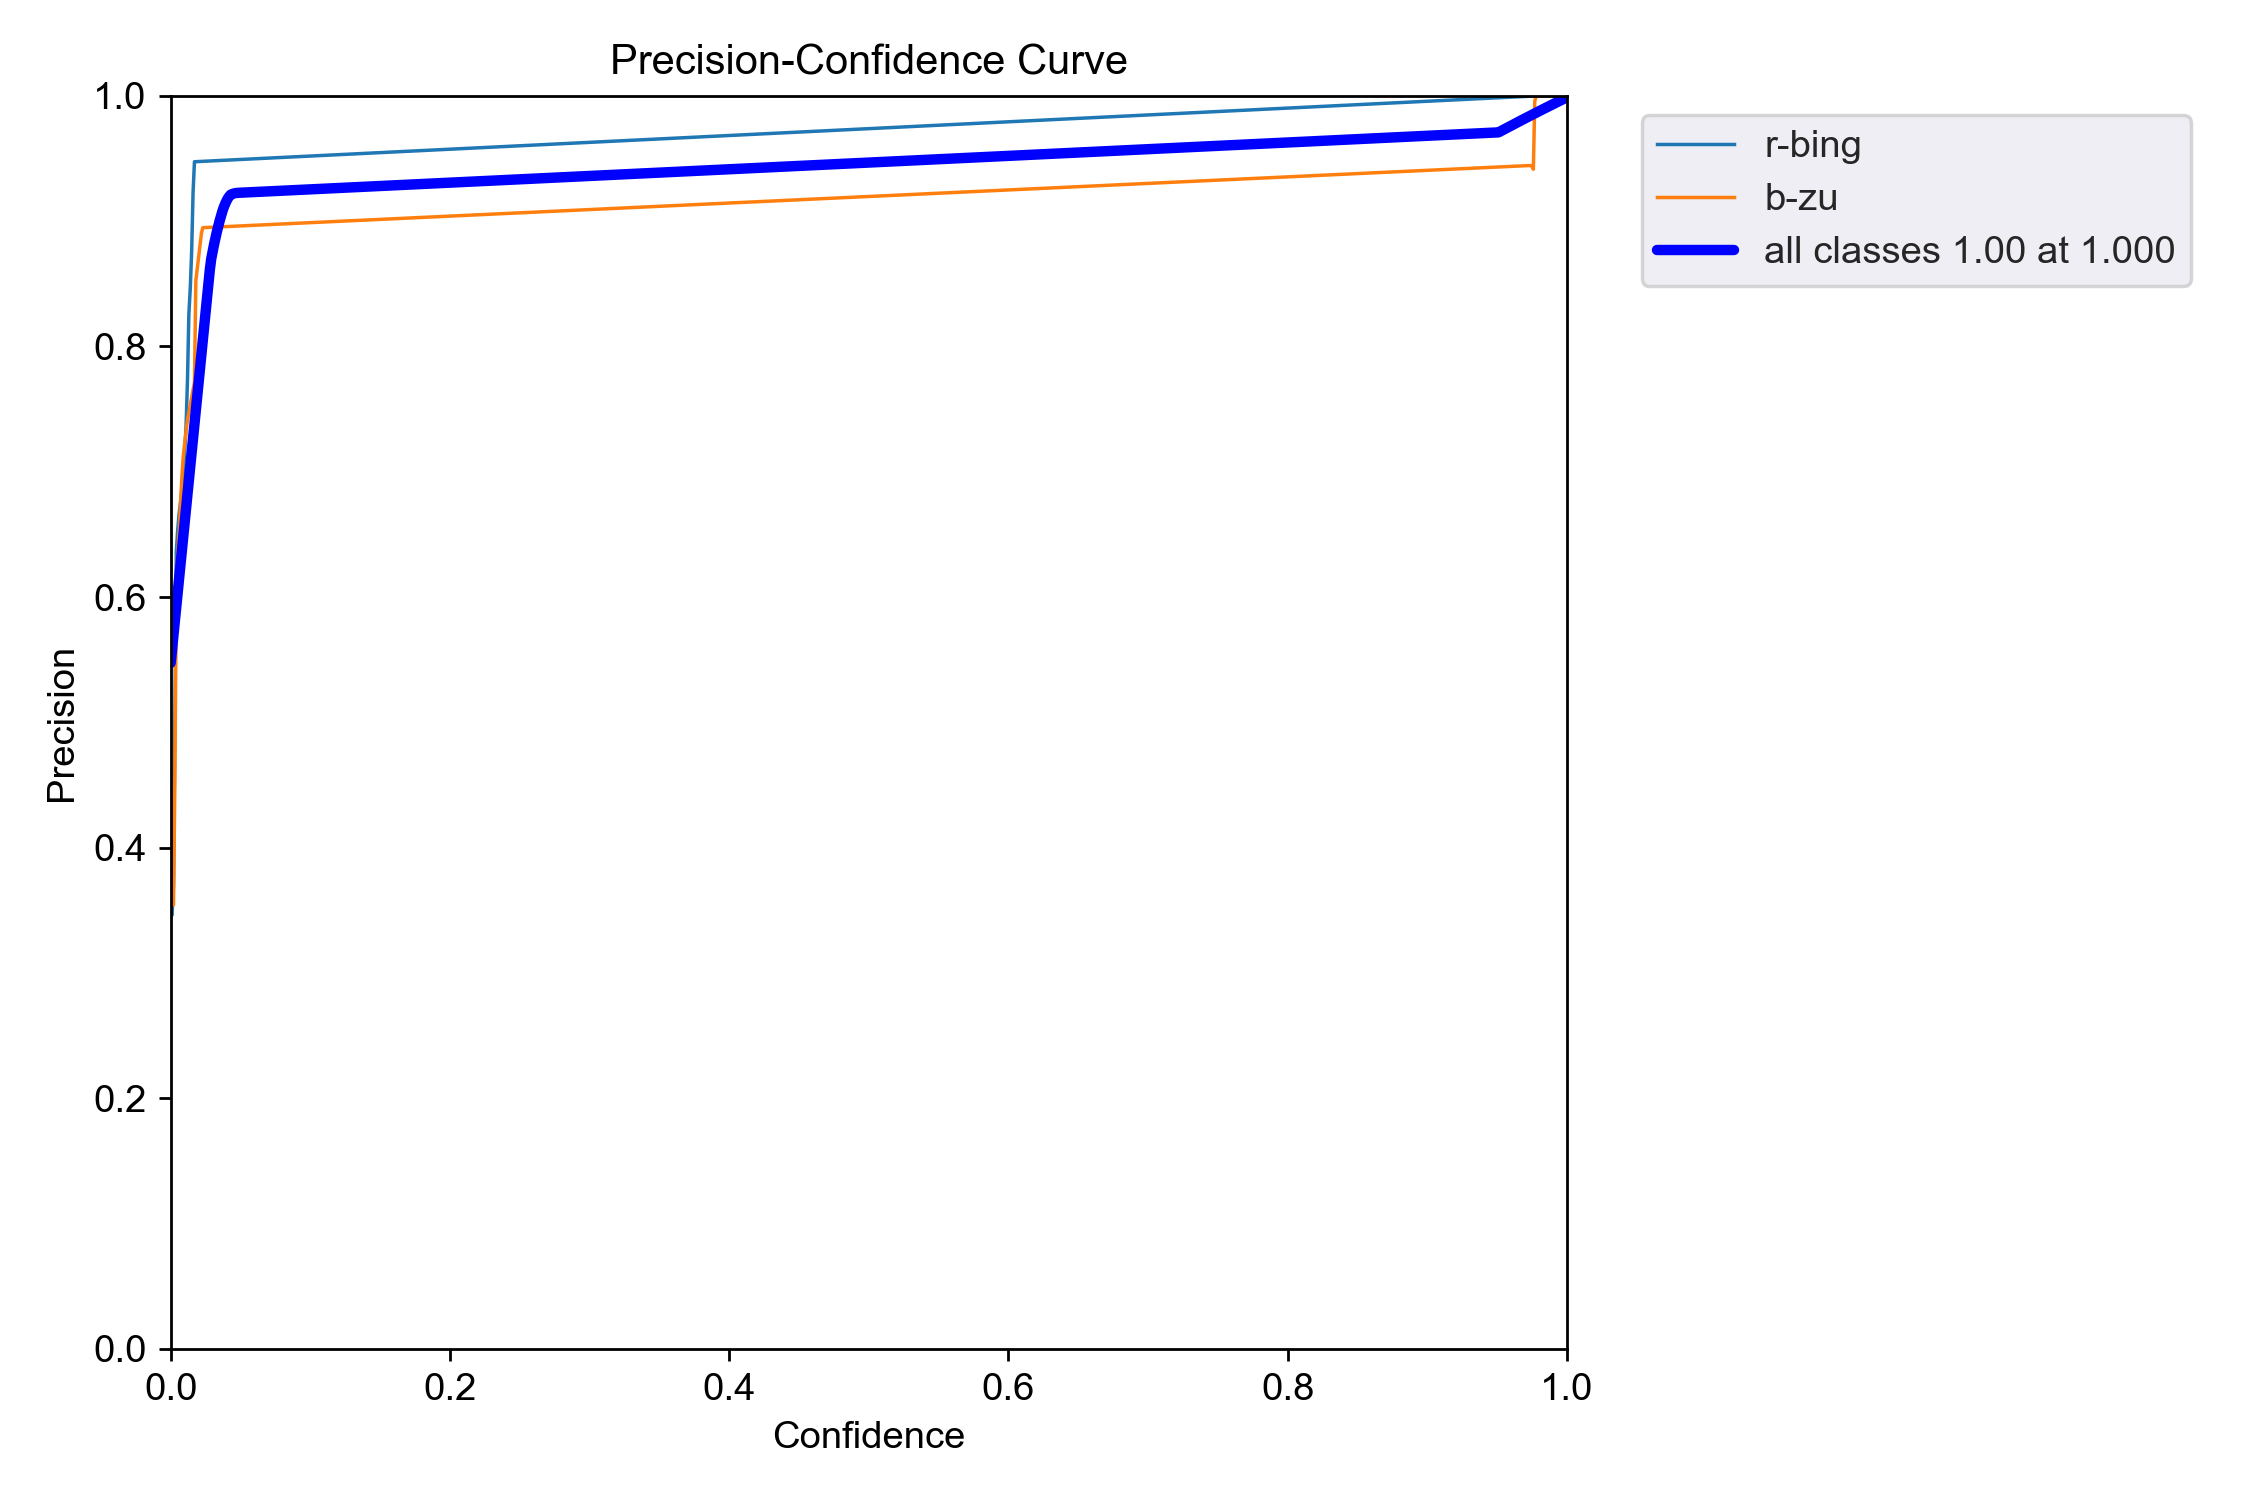 Precision-Confidence Curve
1.0
0.8
0.6
0.4
0.2
0.0
Precision
0.0 0.2 0.4 0.6 0.8 1.0
Confidence
r-bing
b-zu
all classes 1.00 at 1.000